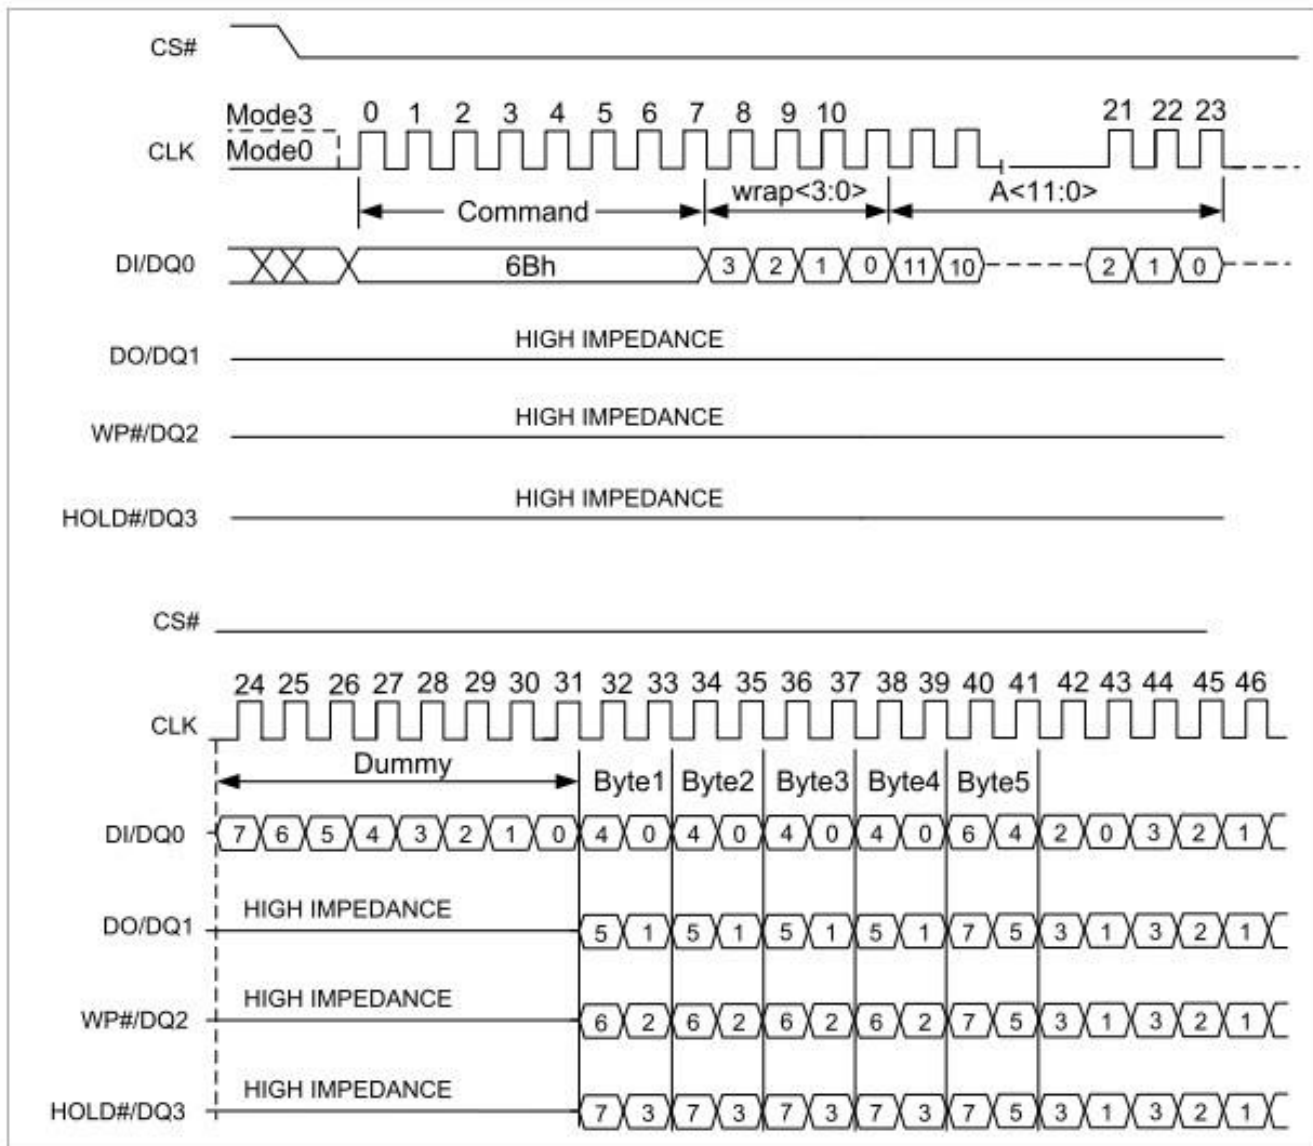 CS#
Mode3 0 1 2 3 4 5 6 7 8 9 10 21 22 23
CLK Mode0
Command wrap<3:0> A<11:0>
DI/DQ0 6Bh 3 2 1 0 11 10 2 1 0
HIGH IMPEDANCE
DO/DQ1
HIGH IMPEDANCE
WP#/DQ2
HIGH IMPEDANCE
HOLD#/DQ3
CS#
24 25 26 27 28 29 30 31 32 33 34 35 36 37 38 39 40 41 42 43 44 45 46
CLK
Dummy Byte1 Byte2 Byte3 Byte4 Byte5
DI/DQ0 7 6 5 4 3 2 1 0 4 0 4 0 4 0 4 0 6 4 2 0 3 2 1
HIGH IMPEDANCE
DO/DQ1 5 1 5 1 5 1 5 1 7 5 3 1 3 2 1
HIGH IMPEDANCE
WP#/DQ2 6 2 6 2 6 2 6 2 7 5 3 1 3 2 1
HIGH IMPEDANCE
HOLD#/DQ3 7 3 7 3 7 3 7 3 7 5 3 1 3 2 1